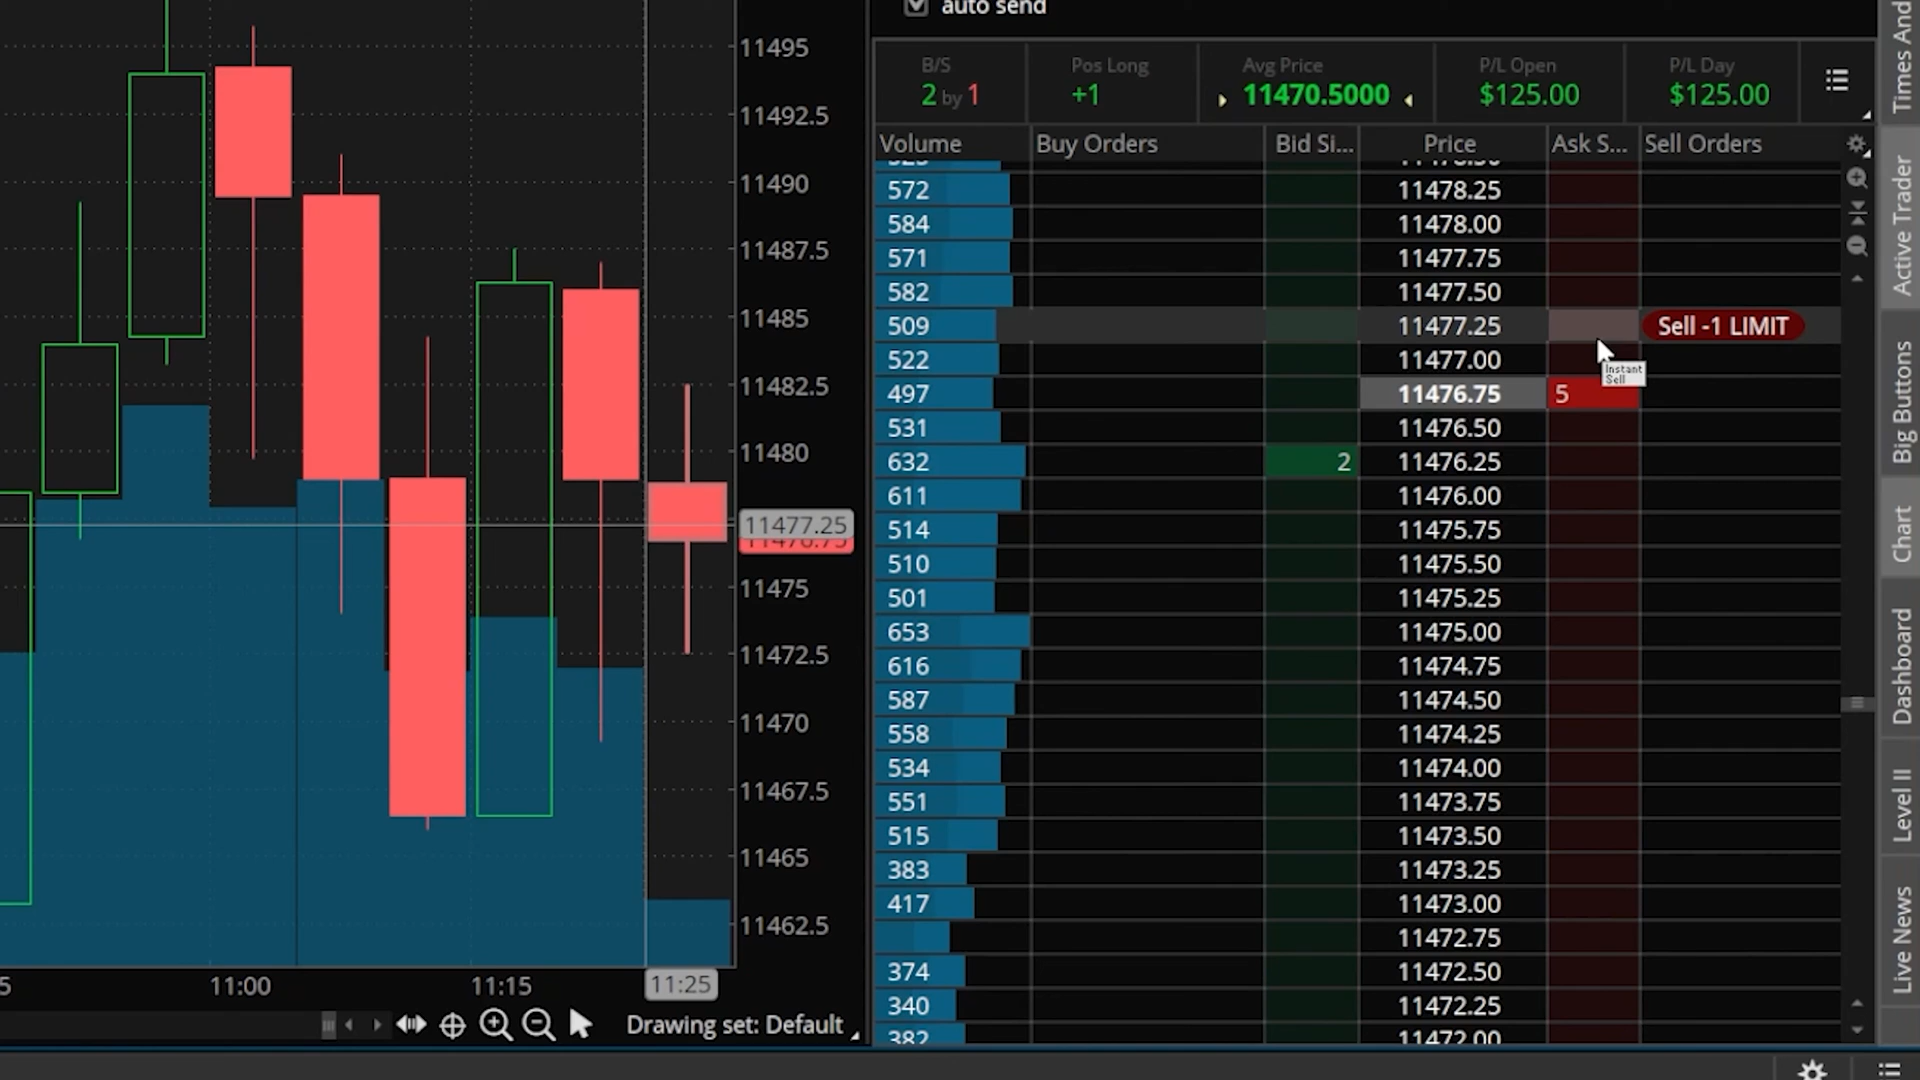 auto send
11495
11492.5
11490
11487.5
11485
11482.5
11480
11477.25
11476.75
11475
11472.5
11470
11467.5
11465
11462.5
5
11:00
11:15
11:25
Drawing set: Default
B/S
2 by 1
Pos Long
+1
Avg Price
11470.5000
P/L Open
$125.00
P/L Day
$125.00
Volume Buy Orders Bid Si... Price Ask S... Sell Orders
572 11478.25
584 11478.00
571 11477.75
582 11477.50
509 11477.25 Sell -1 LIMIT
522 11477.00
Instant
Sell
497 11476.75 5
531 11476.50
632 2 11476.25
611 11476.00
514 11475.75
510 11475.50
501 11475.25
653 11475.00
616 11474.75
587 11474.50
558 11474.25
534 11474.00
551 11473.75
515 11473.50
383 11473.25
417 11473.00
11472.75
374 11472.50
340 11472.25
382 11472.00
Times And
Active Trader
Big Buttons
Chart
Dashboard
Level II
Live News